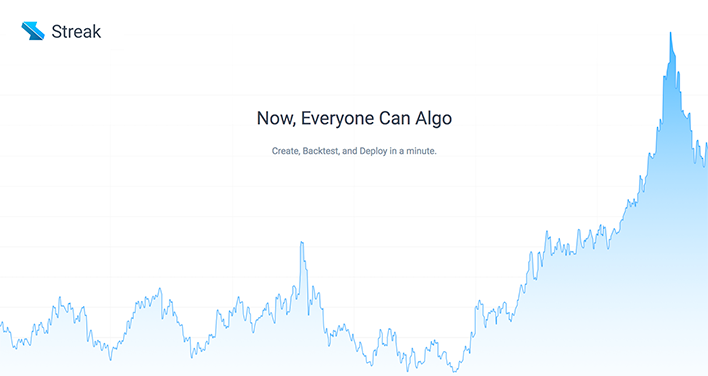 Streak
Now, Everyone Can Algo
Create, Backtest, and Deploy in a minute.